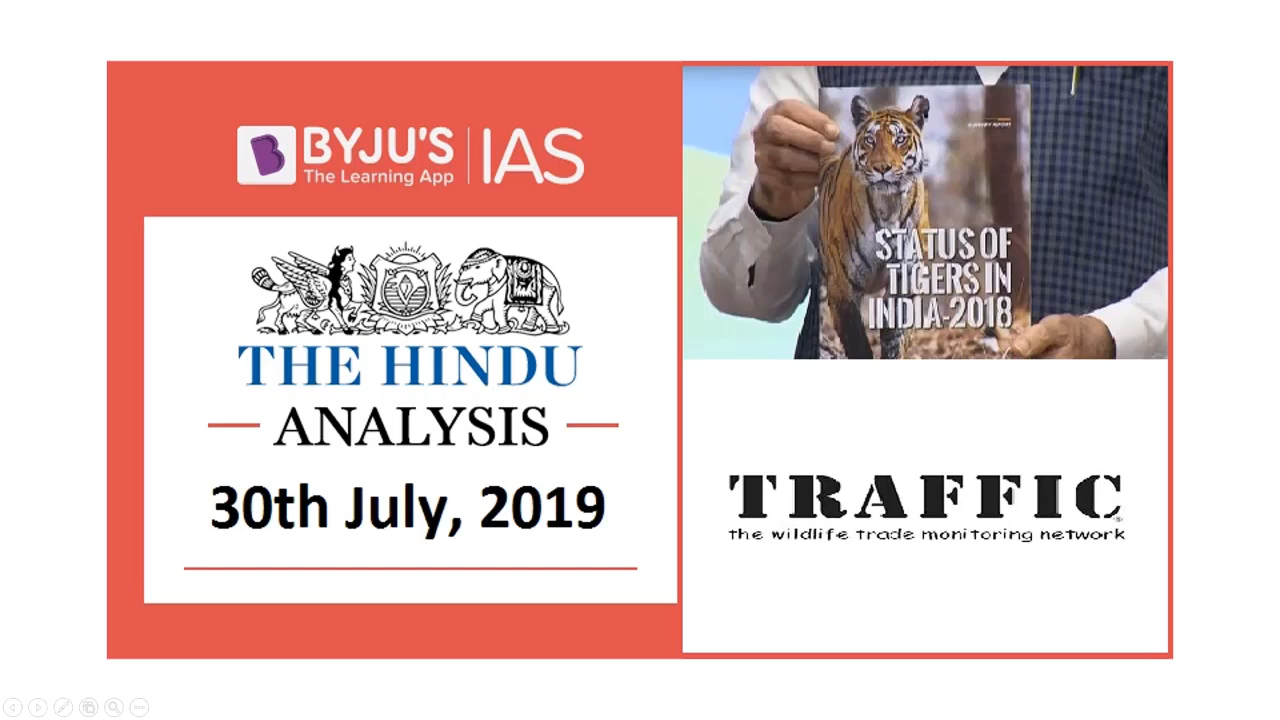 BYJU'S
The Learning App
IAS
THE HINDU
ANALYSIS
30th July, 2019
STATUS OF
TIGERS IN
INDIA-2018
TRAFFIC
the wildlife trade monitoring network